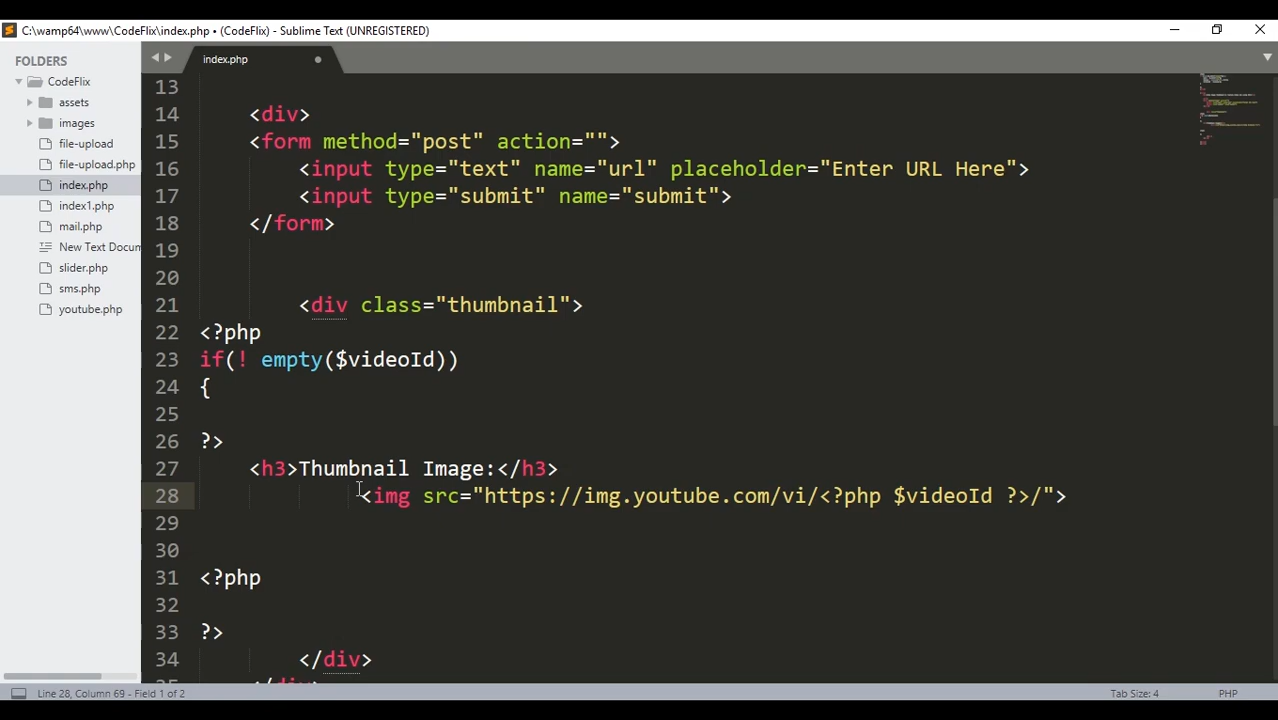 C:\wamp64\www\CodeFlix\index.php • (CodeFlix) - Sublime Text (UNREGISTERED)
FOLDERS
CodeFlix
assets
images
file-upload
file-upload.php
index.php
index1.php
mail.php
New Text Docum
slider.php
sms.php
youtube.php
index.php
13
14 <div>
15 <form method="post" action="">
16 <input type="text" name="url" placeholder="Enter URL Here">
17 <input type="submit" name="submit">
18 </form>
19
20
21 <div class="thumbnail">
22 <?php
23 if(! empty($videoId))
24 {
25
26 ?>
27 <h3>Thumbnail Image:</h3>
28 <img src="https://img.youtube.com/vi/<?php $videoId ?>/">
29
30
31 <?php
32
33 ?>
34 </div>
Line 28, Column 69 - Field 1 of 2
Tab Size: 4
PHP